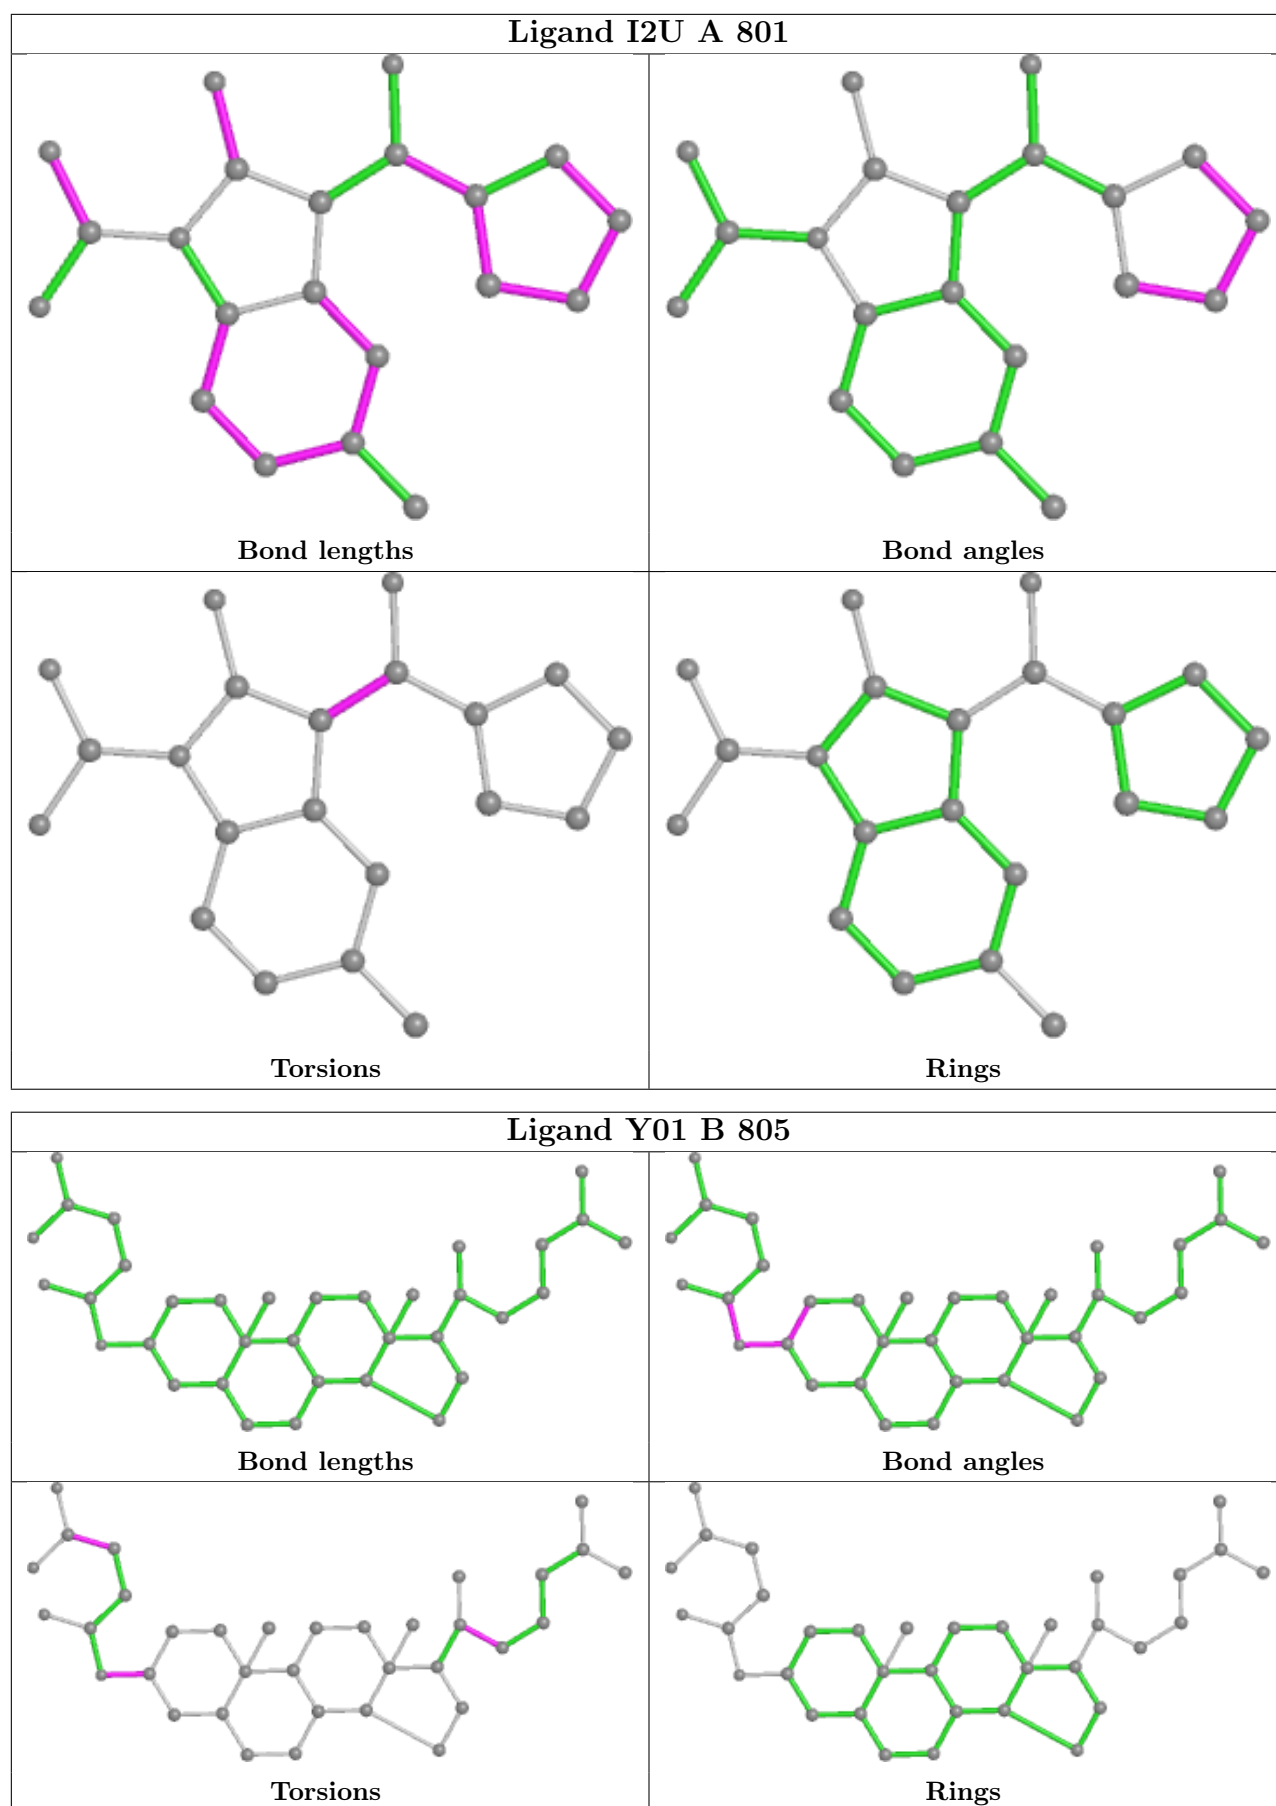 Ligand I2U A 801
Bond lengths
Bond angles
Torsions
Rings
Ligand Y01 B 805
Bond lengths
Bond angles
Torsions
Rings